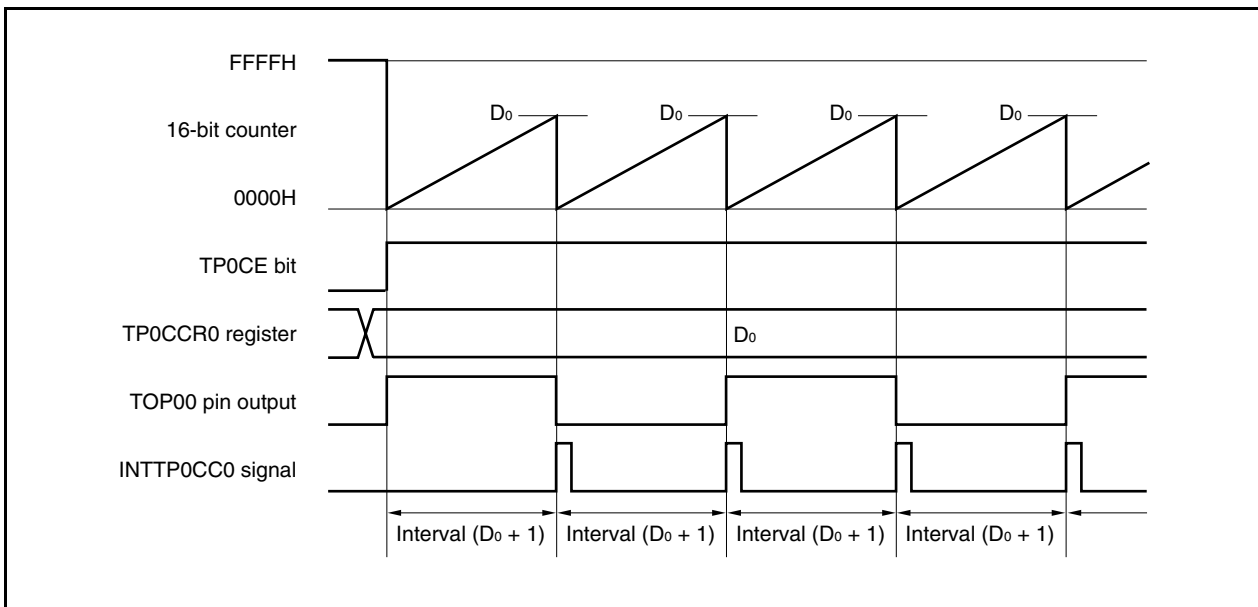 FFFFH
D0 D0 D0 D0
16-bit counter
0000H
TP0CE bit
TP0CCR0 register
D0
TOP00 pin output
INTTP0CC0 signal
Interval (D0 + 1) Interval (D0 + 1) Interval (D0 + 1) Interval (D0 + 1)